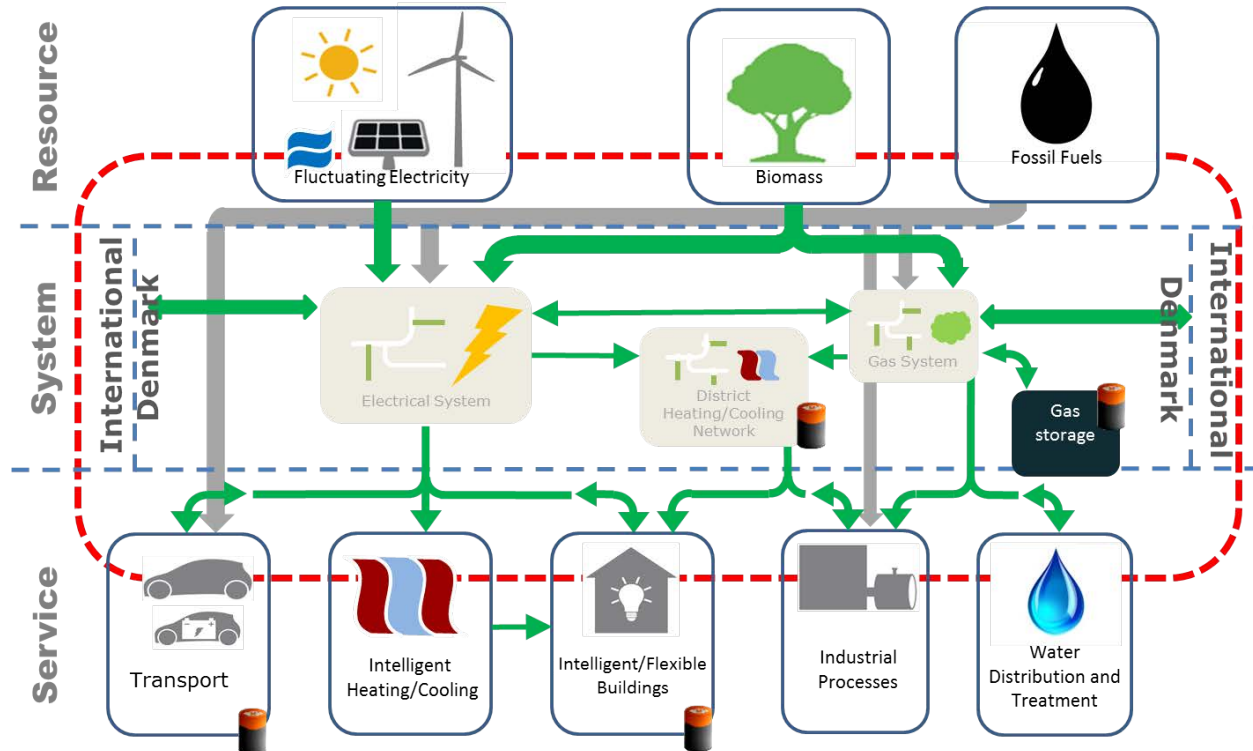 Resource
Fluctuating Electricity
Biomass
Fossil Fuels
System
International
Denmark
Electrical System
District
Heating/Cooling
Network
Gas System
Gas
storage
Denmark
International
Service
Transport
Intelligent
Heating/Cooling
Intelligent/Flexible
Buildings
Industrial
Processes
Water
Distribution and
Treatment